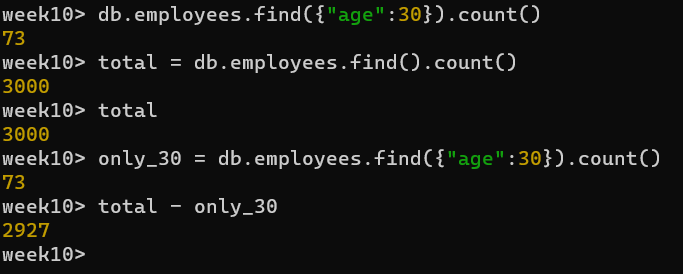 week10> db.employees.find({"age":30}).count()
73
week10> total = db.employees.find().count()
3000
week10> total
3000
week10> only_30 = db.employees.find({"age":30}).count()
73
week10> total - only_30
2927
week10>